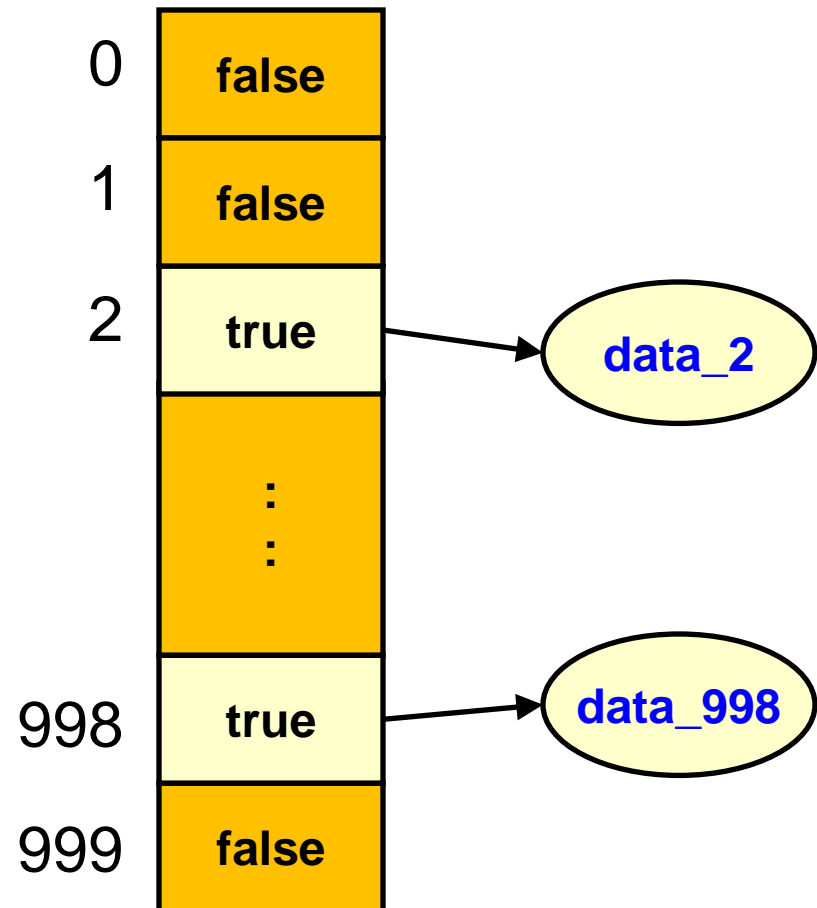 0 false
1 false
2 true data_2
:
:
998 true data_998
999 false